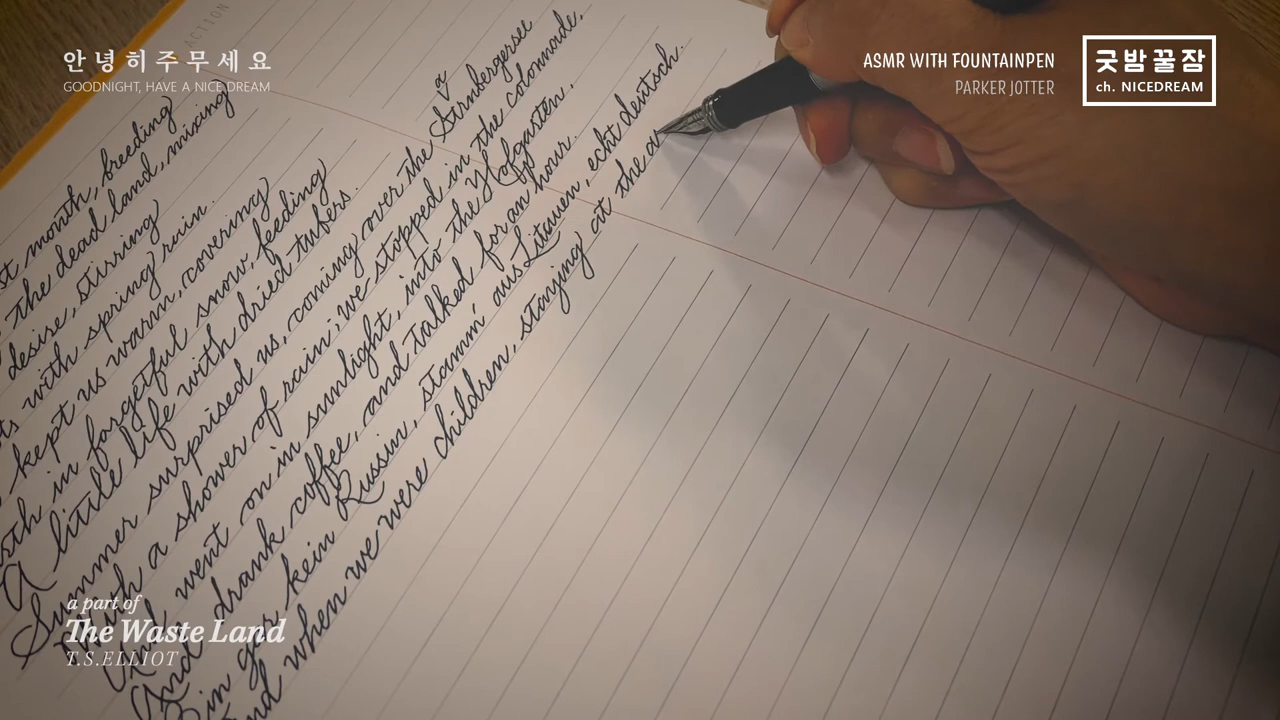 안녕히주무세요
GOODNIGHT, HAVE A NICE DREAM
ASMR WITH FOUNTAINPEN
PARKER JOTTER
굿밤꿀잠
ch. NICEDREAM
ACTION
month, breeding
the dead land, mixing
desire, stirring
with spring rain.
kept us warm, covering
in forgetful snow, feeding
A little life with dried tubers.
Summer surprised us, coming over the Strnbergersee
a
With a shower of rain; we stopped in the colonnade,
And went on in sunlight, into the Hofgarten,
And drank coffee, and talked for an hour.
Bin gar kein Russin, stamm' aus Litauen, echt deutsch.
And when we were children, staying at the a
a part of
The Waste Land
T.S.ELLIOT